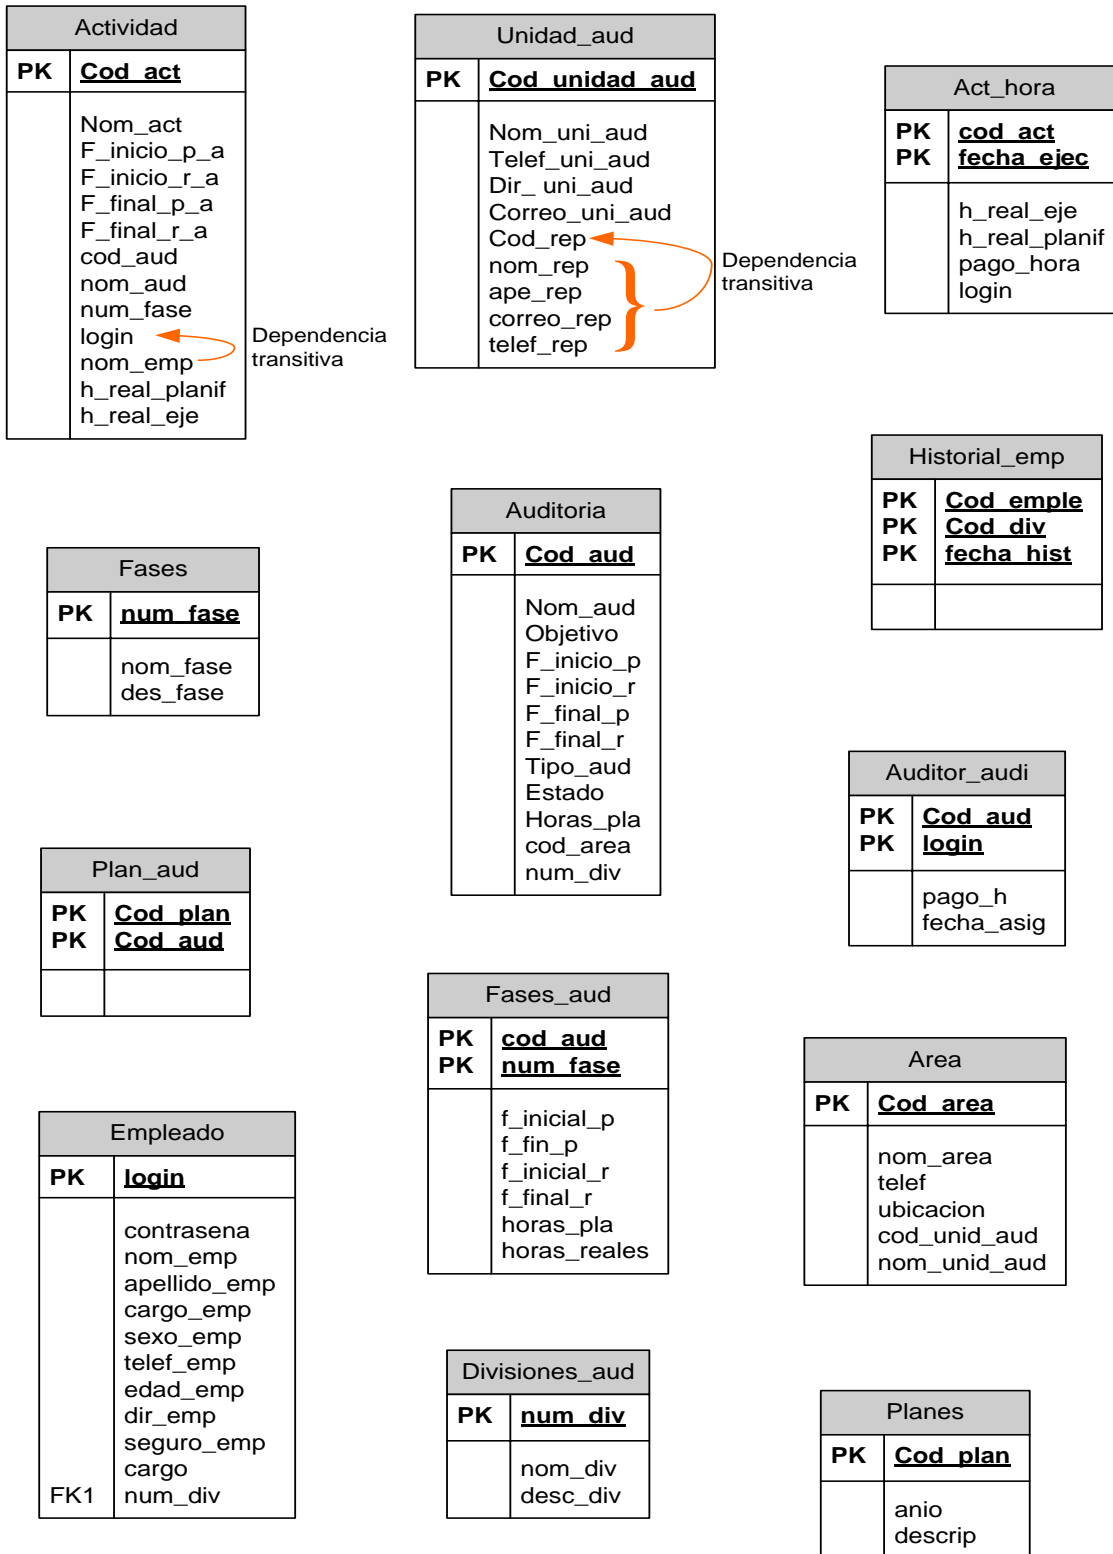 Actividad
PK Cod_act
Nom_act
F_inicio_p_a
F_inicio_r_a
F_final_p_a
F_final_r_a
cod_aud
nom_aud
num_fase
login
nom_emp
h_real_planif
h_real_eje
Dependencia
transitiva
Unidad_aud
PK Cod_unidad_aud
Nom_uni_aud
Telef_uni_aud
Dir_ uni_aud
Correo_uni_aud
Cod_rep
nom_rep
ape_rep
correo_rep
telef_rep
Dependencia
transitiva
Act_hora
PK cod_act
PK fecha_ejec
h_real_eje
h_real_planif
pago_hora
login
Historial_emp
PK Cod_emple
PK Cod_div
PK fecha_hist
Auditoria
PK Cod_aud
Nom_aud
Objetivo
F_inicio_p
F_inicio_r
F_final_p
F_final_r
Tipo_aud
Estado
Horas_pla
cod_area
num_div
Fases
PK num_fase
nom_fase
des_fase
Auditor_audi
PK Cod_aud
PK login
pago_h
fecha_asig
Plan_aud
PK Cod_plan
PK Cod_aud
Fases_aud
PK cod_aud
PK num_fase
f_inicial_p
f_fin_p
f_inicial_r
f_final_r
horas_pla
horas_reales
Area
PK Cod_area
nom_area
telef
ubicacion
cod_unid_aud
nom_unid_aud
Empleado
PK login
contrasena
nom_emp
apellido_emp
cargo_emp
sexo_emp
telef_emp
edad_emp
dir_emp
seguro_emp
cargo
FK1 num_div
Divisiones_aud
PK num_div
nom_div
desc_div
Planes
PK Cod_plan
anio
descrip